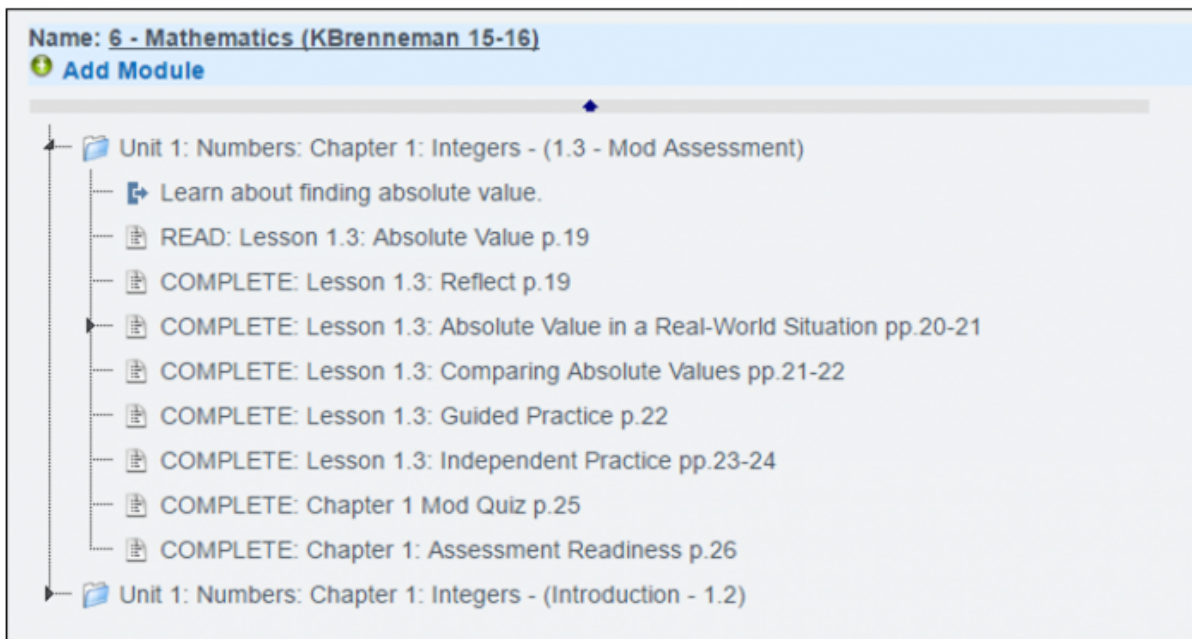 Name: 6 - Mathematics (KBrenneman 15-16)
Add Module
Unit 1: Numbers: Chapter 1: Integers - (1.3 - Mod Assessment)
Learn about finding absolute value.
READ: Lesson 1.3: Absolute Value p.19
COMPLETE: Lesson 1.3: Reflect p.19
COMPLETE: Lesson 1.3: Absolute Value in a Real-World Situation pp.20-21
COMPLETE: Lesson 1.3: Comparing Absolute Values pp.21-22
COMPLETE: Lesson 1.3: Guided Practice p.22
COMPLETE: Lesson 1.3: Independent Practice pp.23-24
COMPLETE: Chapter 1 Mod Quiz p.25
COMPLETE: Chapter 1: Assessment Readiness p.26
Unit 1: Numbers: Chapter 1: Integers - (Introduction - 1.2)